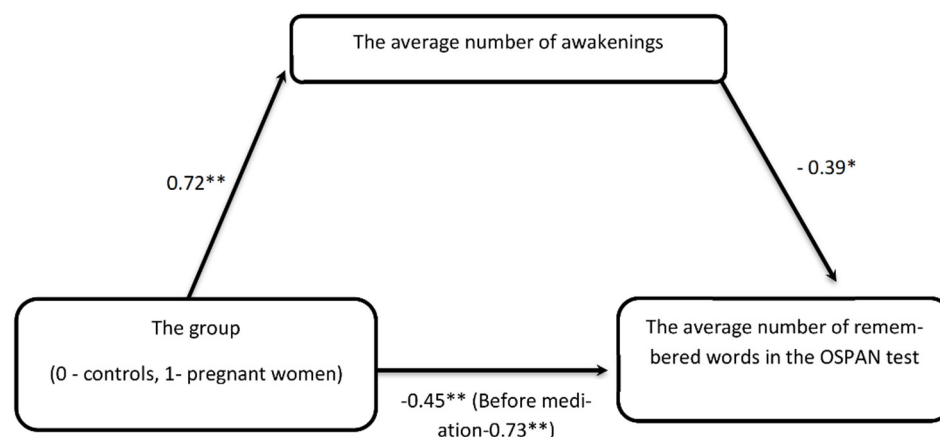 The average number of awakenings
0.72**
- 0.39*
The group
(0 - controls, 1- pregnant women)
The average number of remem-
bered words in the OSPAN test
-0.45** (Before medi-
ation-0.73**)